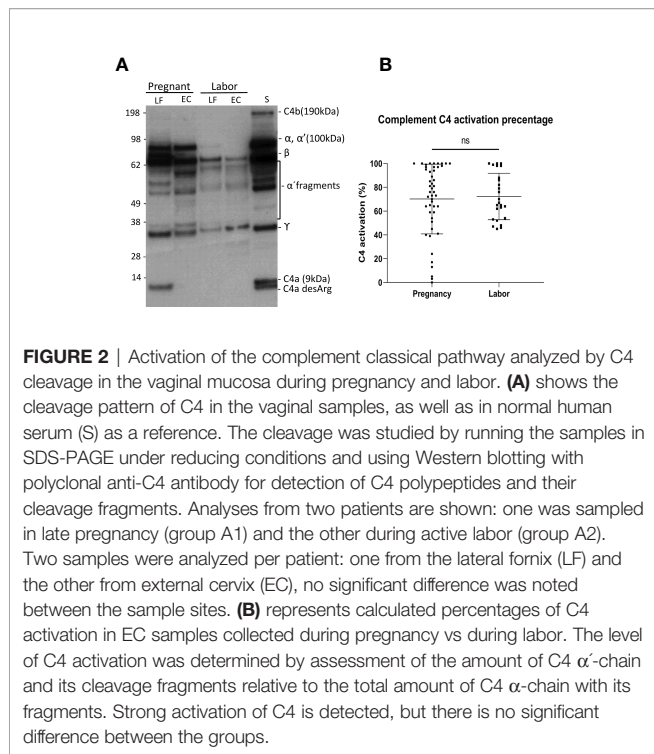 A
Pregnant Labor
LF EC LF EC S
198
98
62
49
38
28
14
C4b(190kDa)
α, α'(100kDa)
β
α´fragments
ϒ
C4a (9kDa)
C4a desArg
B
Complement C4 activation precentage
ns
C4 activation (%)
100
80
60
40
20
0
Pregnancy Labor
FIGURE 2 | Activation of the complement classical pathway analyzed by C4
cleavage in the vaginal mucosa during pregnancy and labor. (A) shows the
cleavage pattern of C4 in the vaginal samples, as well as in normal human
serum (S) as a reference. The cleavage was studied by running the samples in
SDS-PAGE under reducing conditions and using Western blotting with
polyclonal anti-C4 antibody for detection of C4 polypeptides and their
cleavage fragments. Analyses from two patients are shown: one was sampled
in late pregnancy (group A1) and the other during active labor (group A2).
Two samples were analyzed per patient: one from the lateral fornix (LF) and
the other from external cervix (EC), no significant difference was noted
between the sample sites. (B) represents calculated percentages of C4
activation in EC samples collected during pregnancy vs during labor. The level
of C4 activation was determined by assessment of the amount of C4 α´-chain
and its cleavage fragments relative to the total amount of C4 α-chain with its
fragments. Strong activation of C4 is detected, but there is no significant
difference between the groups.